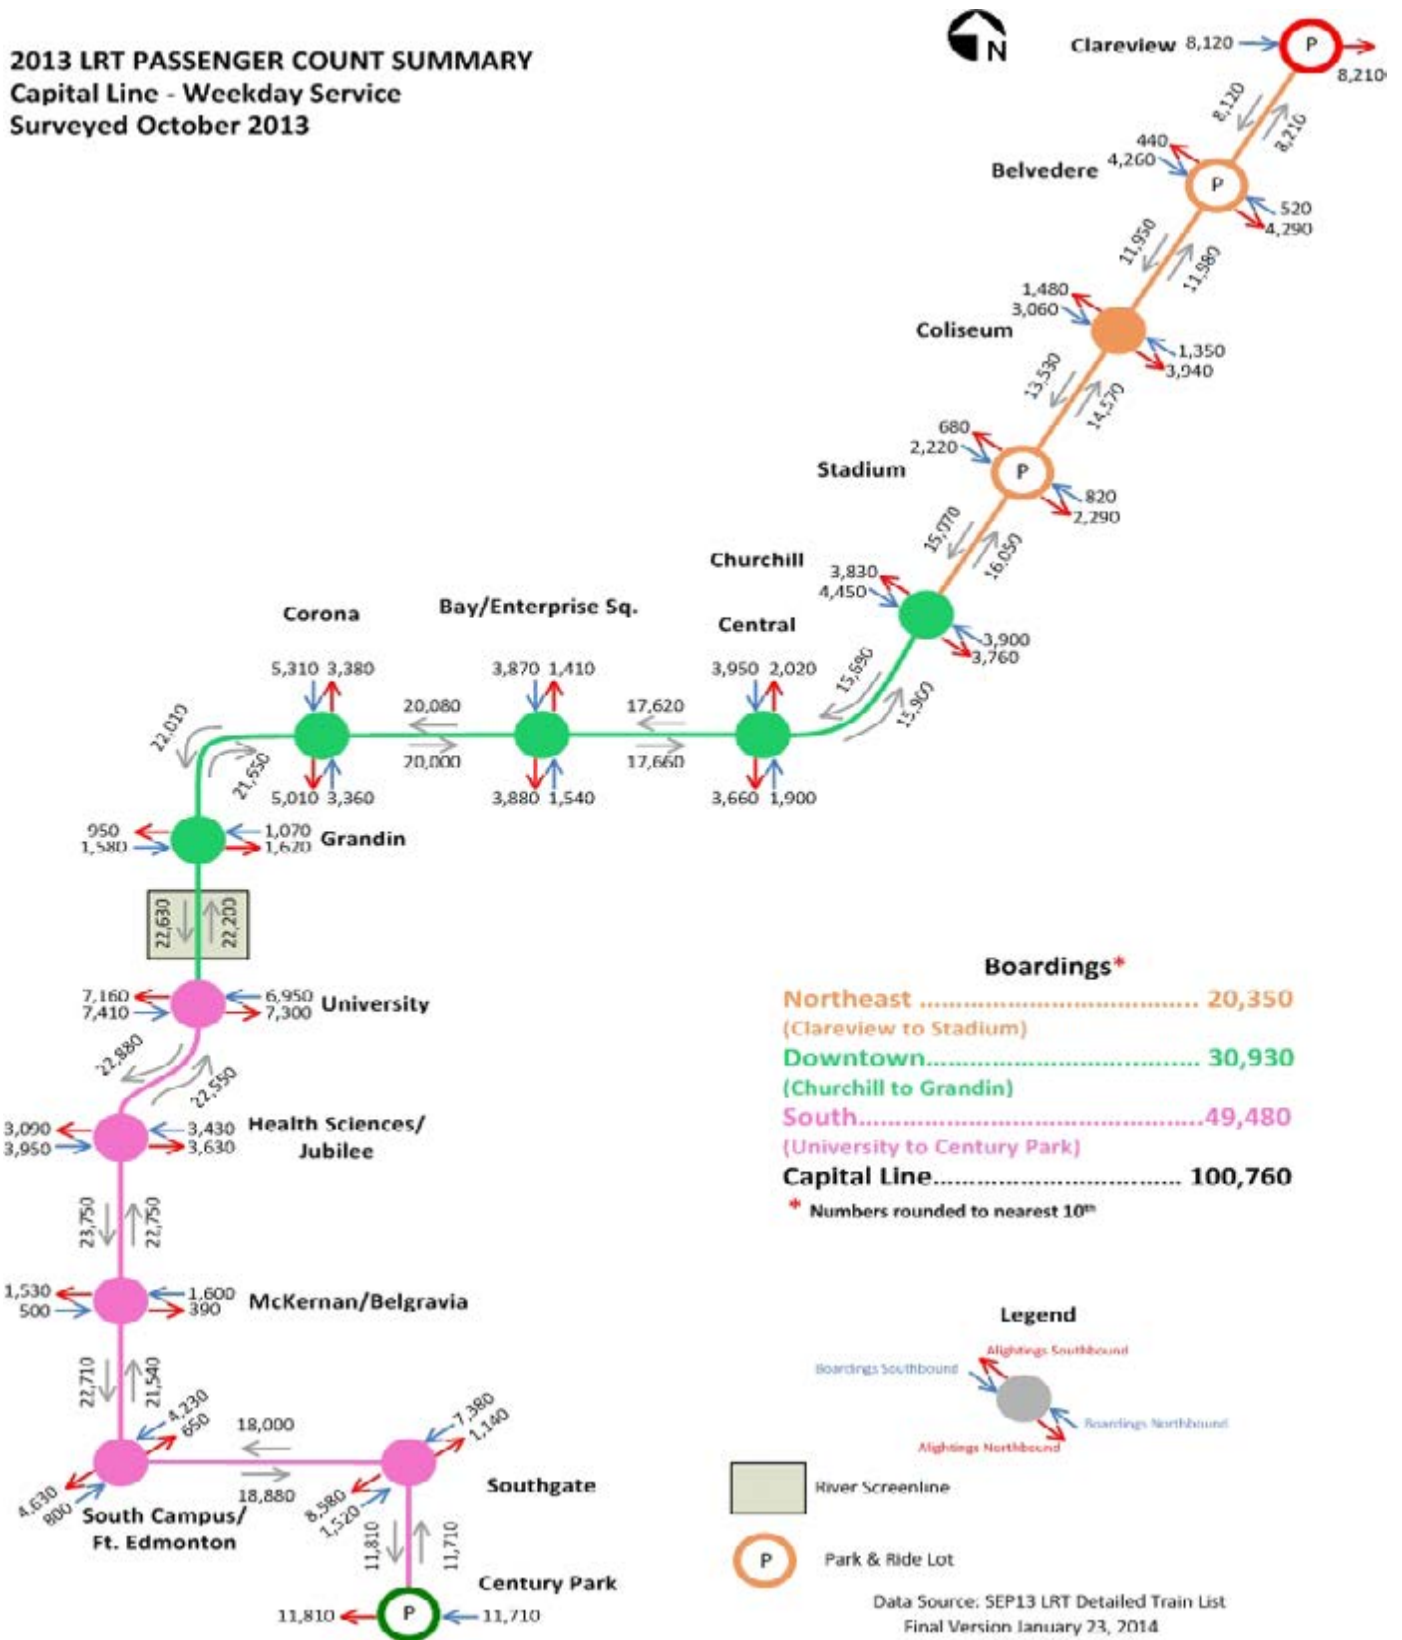 2013 LRT PASSENGER COUNT SUMMARY
Capital Line - Weekday Service
Surveyed October 2013
N
Clareview 8,120
P
8,210
8,120
8,210
440
4,260
Belvedere
P
520
4,290
11,950
11,980
1,480
3,060
Coliseum
1,350
3,940
13,530
14,570
680
2,220
Stadium
P
820
2,290
15,070
16,050
Churchill
3,830
4,450
3,900
3,760
15,690
15,900
Central
3,950 2,020
3,660 1,900
17,620
17,660
Bay/Enterprise Sq.
3,870 1,410
3,880 1,540
20,080
20,000
Corona
5,310 3,380
5,010 3,360
22,010
21,650
950
1,580
1,070
1,620
Grandin
22,630
22,200
7,160
7,410
6,950
7,300
University
22,880
22,550
3,090
3,950
3,430
3,630
Health Sciences/
Jubilee
23,750
22,750
1,530
500
1,600
390
McKernan/Belgravia
22,710
21,540
4,230
650
4,630
800
South Campus/
Ft. Edmonton
18,000
18,880
7,380
1,140
8,580
1,520
Southgate
11,810
11,710
Century Park
11,810
P
11,710
Boardings*
Northeast ........................................ 20,350
(Clareview to Stadium)
Downtown........................................ 30,930
(Churchill to Grandin)
South..................................................49,480
(University to Century Park)
Capital Line.................................... 100,760
* Numbers rounded to nearest 10th
Legend
Alightings Southbound
Boardings Southbound
Boardings Northbound
Alightings Northbound
River Screenline
P
Park & Ride Lot
Data Source: SEP13 LRT Detailed Train List
Final Version January 23, 2014